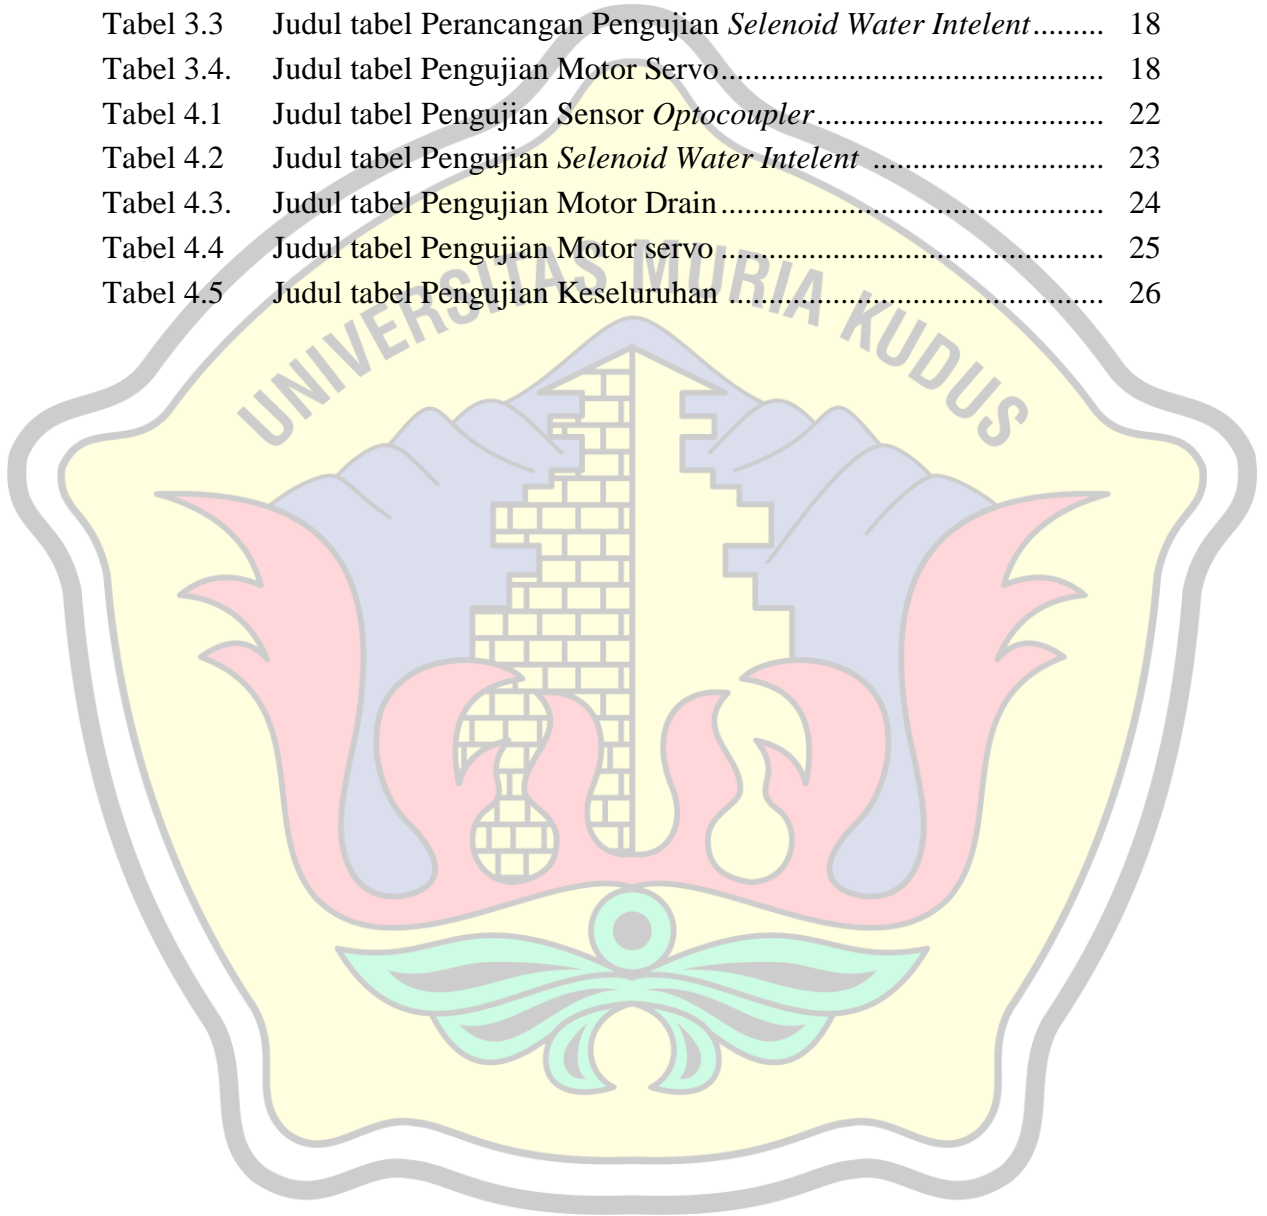 Tabel 3.3 Judul tabel Perancangan Pengujian Selenoid Water Intelent......... 18
Tabel 3.4. Judul tabel Pengujian Motor Servo................................................ 18
Tabel 4.1 Judul tabel Pengujian Sensor Optocoupler.................................... 22
Tabel 4.2 Judul tabel Pengujian Selenoid Water Intelent ............................. 23
Tabel 4.3. Judul tabel Pengujian Motor Drain................................................ 24
Tabel 4.4 Judul tabel Pengujian Motor servo ................................................ 25
Tabel 4.5 Judul tabel Pengujian Keseluruhan ............................................... 26
UNIVERSITAS MURIA KUDUS